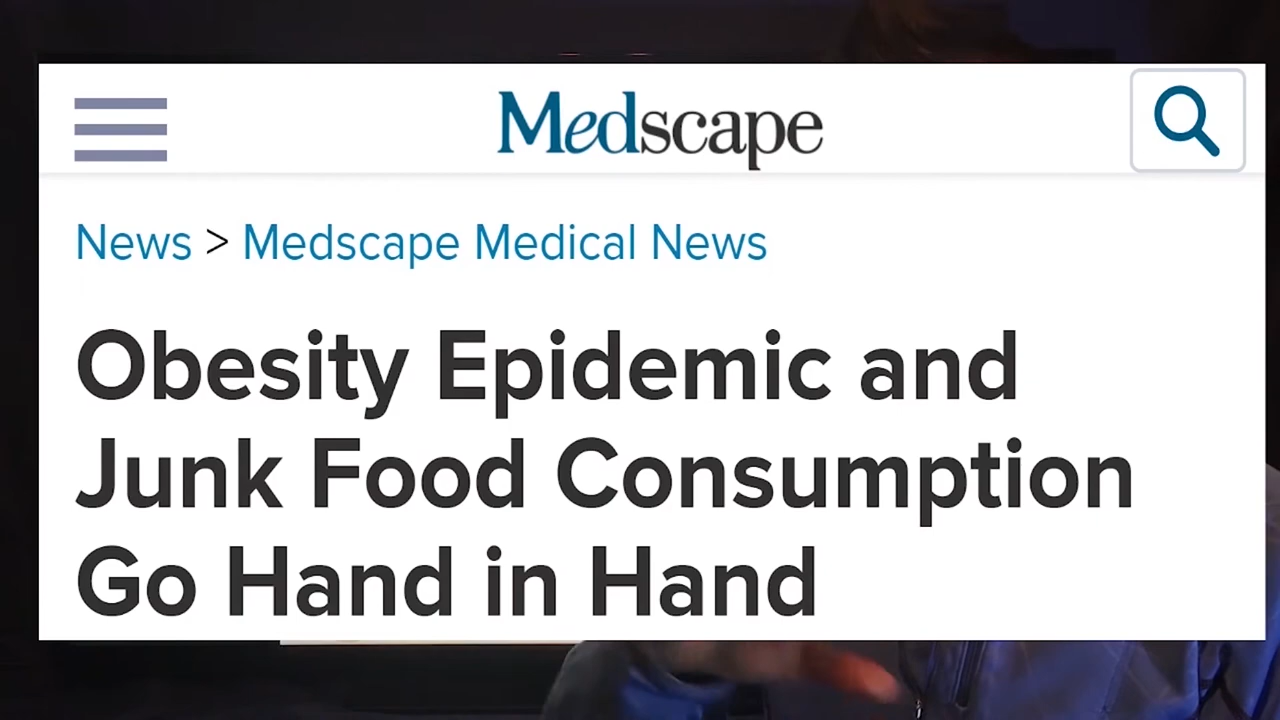 Medscape
News > Medscape Medical News
Obesity Epidemic and
Junk Food Consumption
Go Hand in Hand